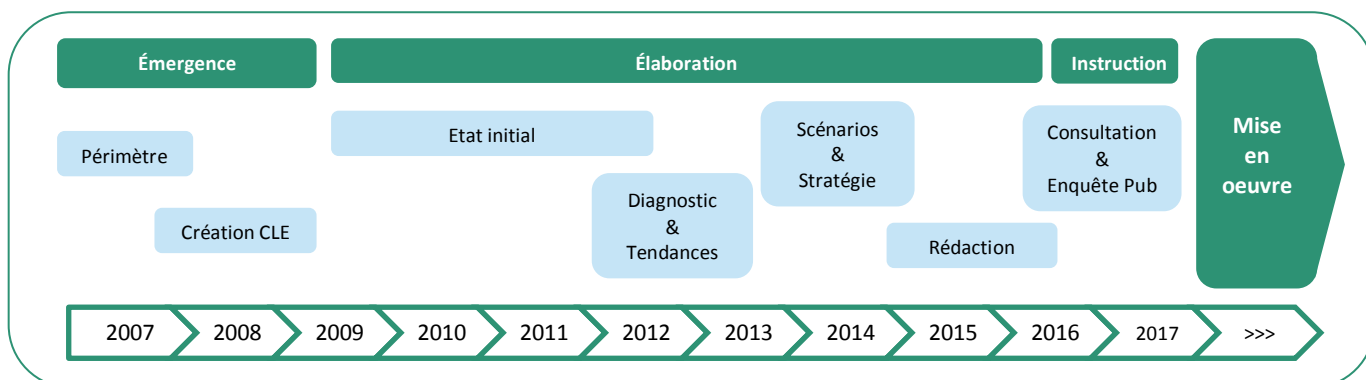 Émergence
Élaboration
Instruction
Mise
en
oeuvre
Périmètre
Création CLE
Etat initial
Diagnostic
&
Tendances
Scénarios
&
Stratégie
Rédaction
Consultation
&
Enquête Pub
2007
2008
2009
2010
2011
2012
2013
2014
2015
2016
2017
>>>